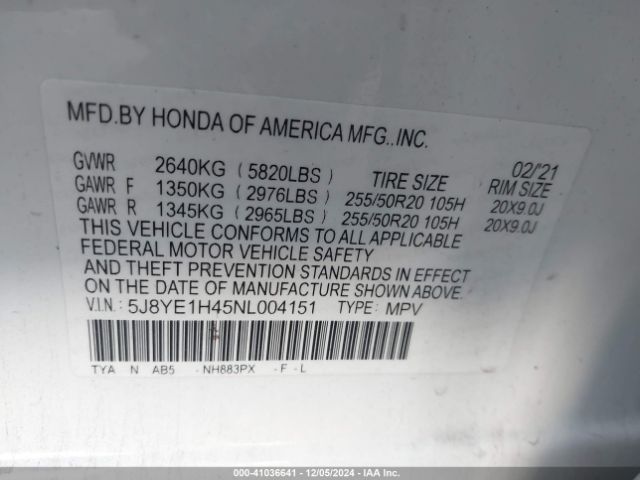 MFD.BY HONDA OF AMERICA MFG.,INC.
02/'21
GVWR 2640KG (5820LBS) TIRE SIZE RIM SIZE
GAWR F 1350KG (2976LBS) 255/50R20 105H 20X9.0J
GAWR R 1345KG (2965LBS) 255/50R20 105H 20X9.0J
THIS VEHICLE CONFORMS TO ALL APPLICABLE
FEDERAL MOTOR VEHICLE SAFETY
AND THEFT PREVENTION STANDARDS IN EFFECT
ON THE DATE OF MANUFACTURE SHOWN ABOVE.
V.I.N.: 5J8YE1H45NL004151 TYPE: MPV
TYA N AB5 -NH883PX -F -L
000-41036641 - 12/05/2024 - IAA Inc.